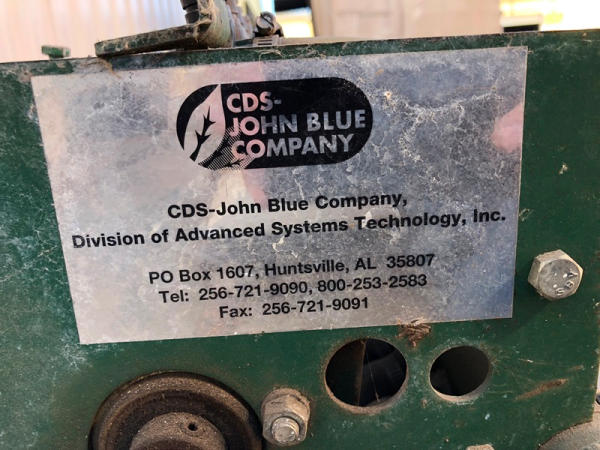 CDS-
JOHN BLUE
COMPANY
CDS-John Blue Company,
Division of Advanced Systems Technology, Inc.
PO Box 1607, Huntsville, AL 35807
Tel: 256-721-9090, 800-253-2583
Fax: 256-721-9091